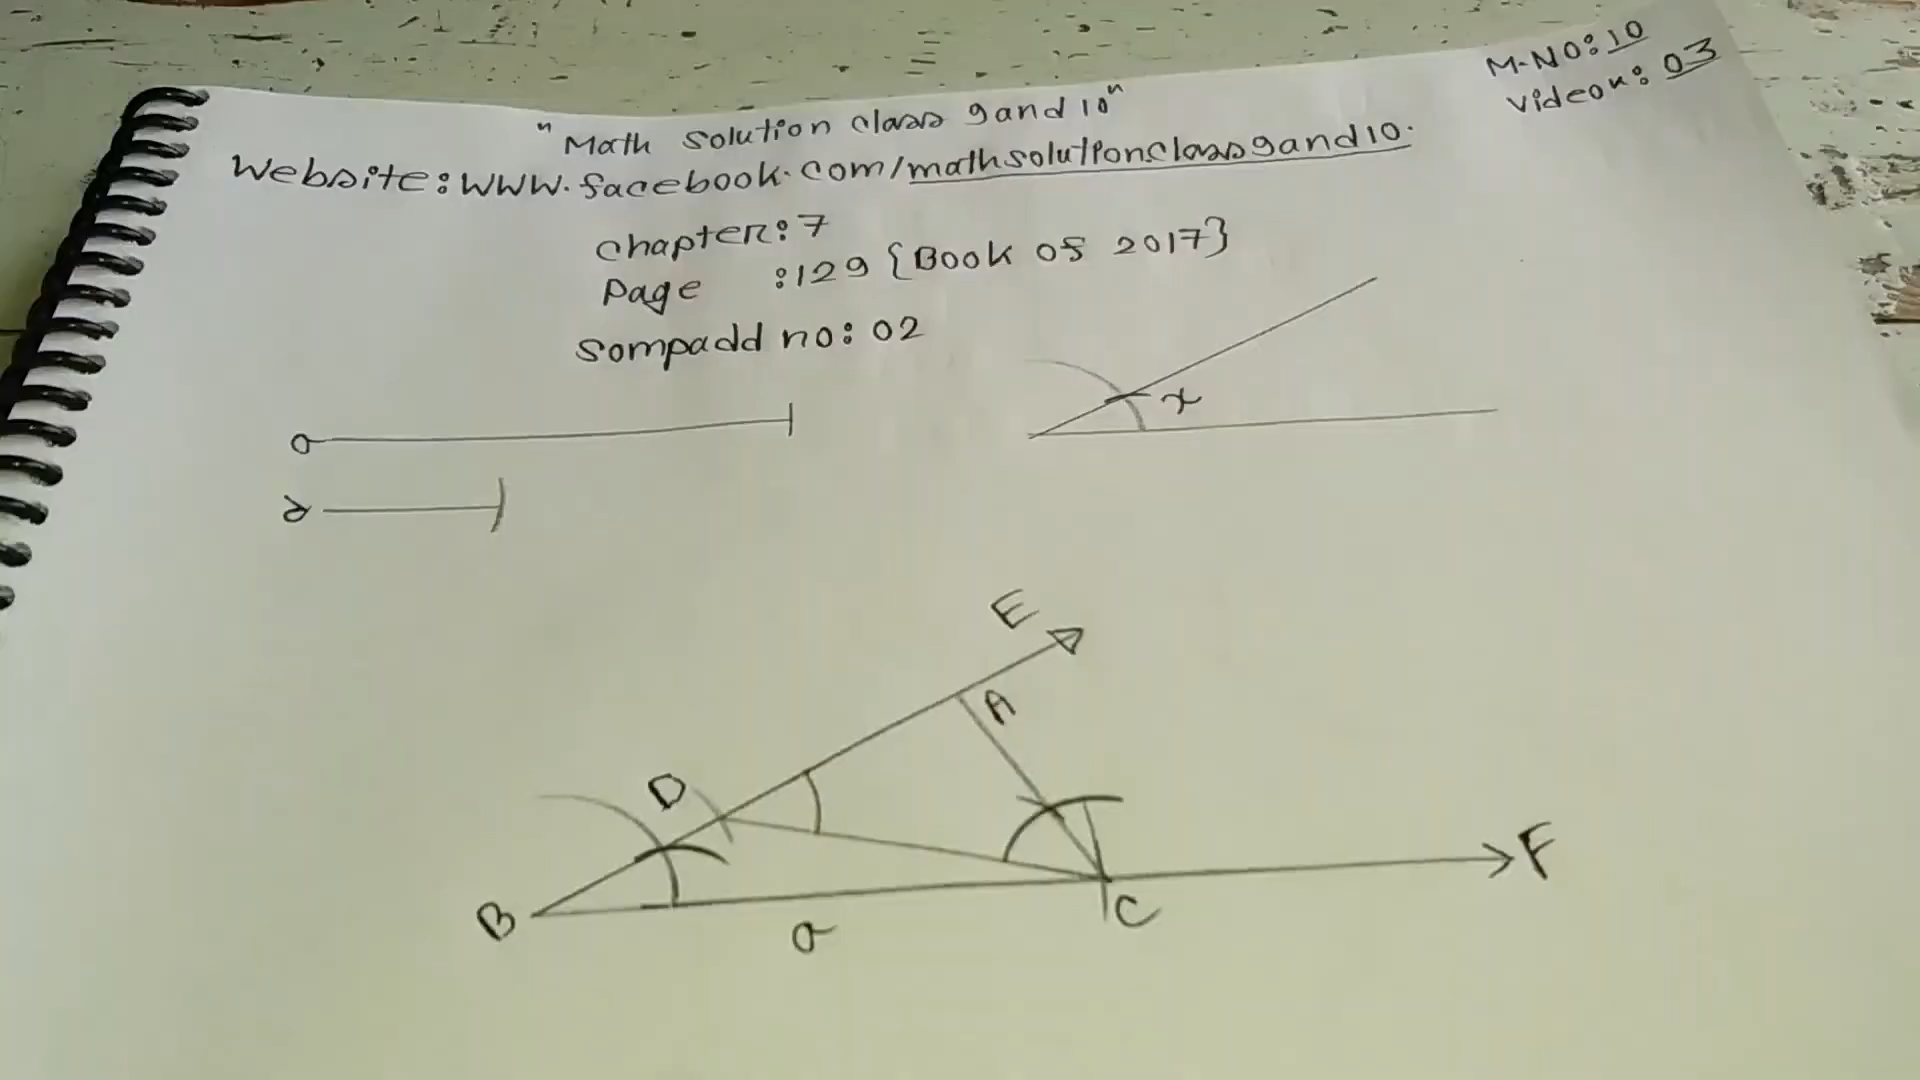 M-NO:10
Video n: 03
"Math solution class 9 and 10"
Website: WWW.facebook.com/mathsolutionclass9and10.
Chapter: 7
Page :129 {Book of 2017}
Sompadd no: 02
x
a
d
E
A
D
F
B
C
a